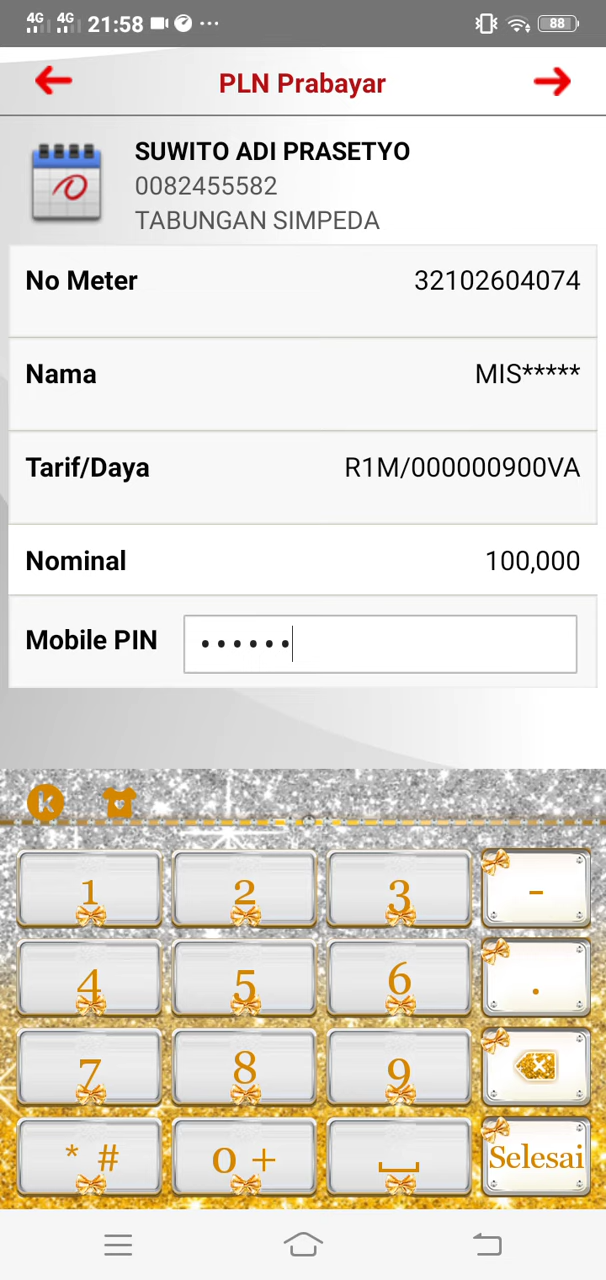 4G 4G 21:58 ... 88
PLN Prabayar
SUWITO ADI PRASETYO
0082455582
TABUNGAN SIMPEDA
No Meter 32102604074
Nama MIS*****
Tarif/Daya R1M/000000900VA
Nominal 100,000
Mobile PIN ••••••
K
1 2 3 -
4 5 6 .
7 8 9
* # 0 +
Selesai